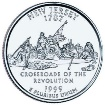 NEW JERSEY
1787
CROSSROADS OF THE
REVOLUTION
1999
E PLURIBUS UNUM